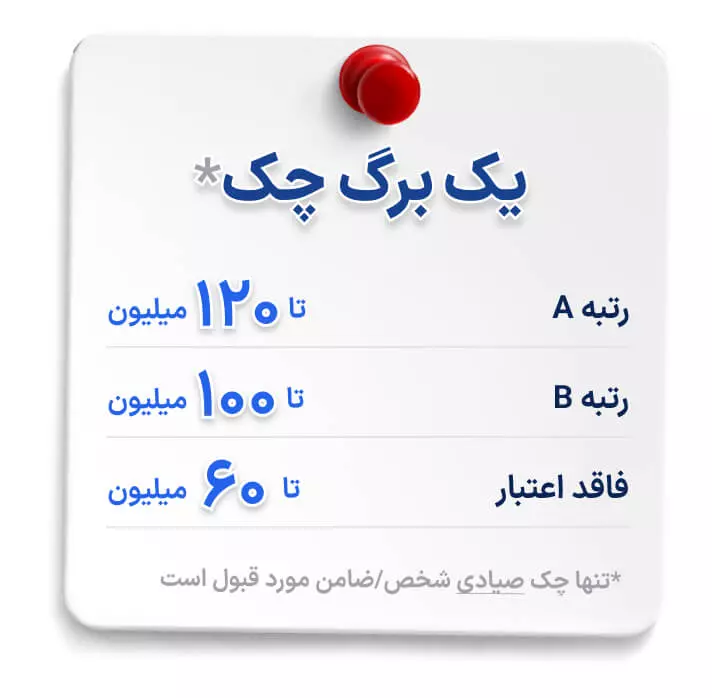 یک برگ چک*
رتبه A تا ۱۲۰ میلیون
رتبه B تا ۱۰۰ میلیون
فاقد اعتبار تا ۶۰ میلیون
*تنها چک صیادی شخص/ضامن مورد قبول است